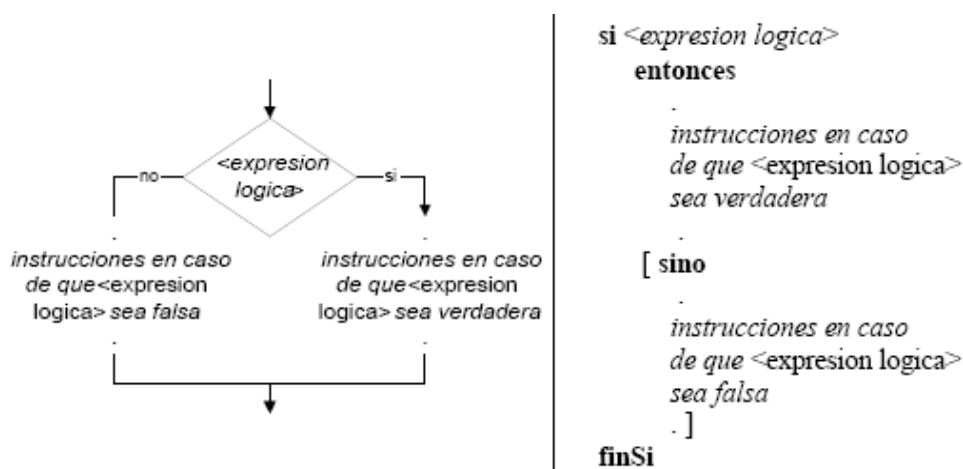 <expresion
logica>
no
si
instrucciones en caso
de que<expresion
logica> sea falsa
instrucciones en caso
de que<expresion
logica> sea verdadera
si <expresion logica>
entonces
.
instrucciones en caso
de que <expresion logica>
sea verdadera
.
[ sino
.
instrucciones en caso
de que <expresion logica>
sea falsa
. ]
finSi